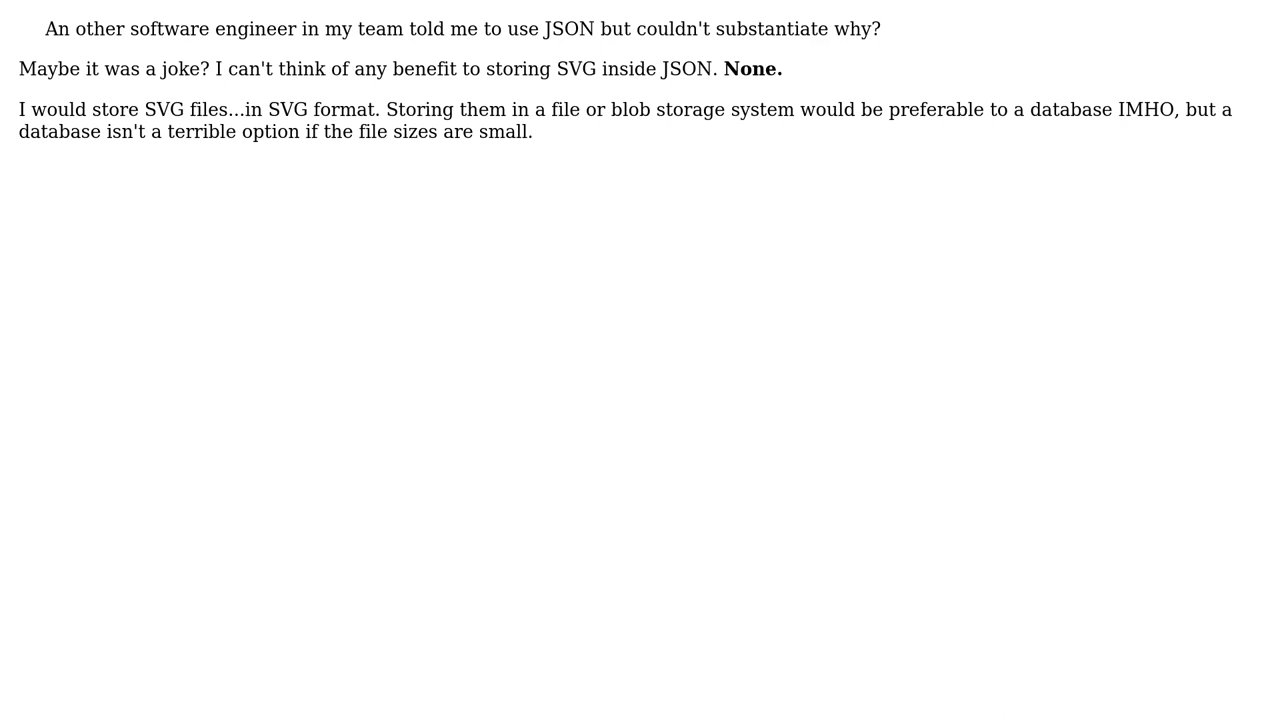 An other software engineer in my team told me to use JSON but couldn't substantiate why?
Maybe it was a joke? I can't think of any benefit to storing SVG inside JSON. None.
I would store SVG files...in SVG format. Storing them in a file or blob storage system would be preferable to a database IMHO, but a
database isn't a terrible option if the file sizes are small.